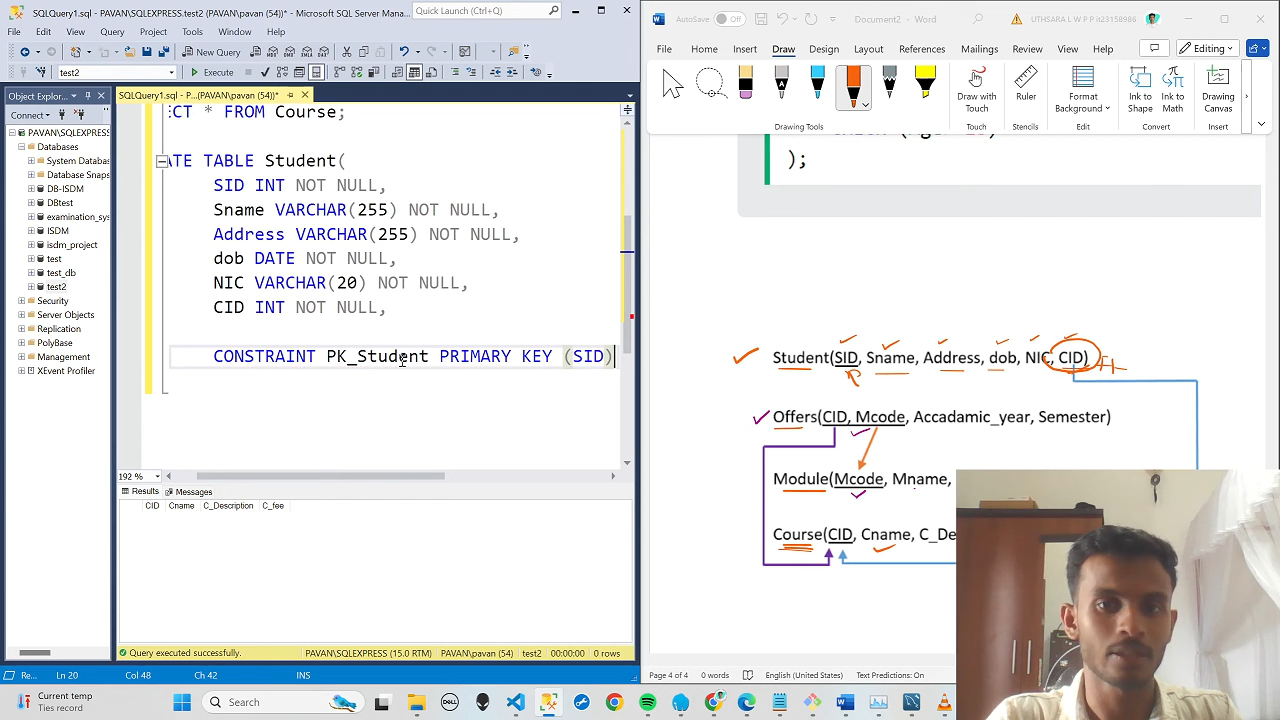 SQLQuery1.sql - PAVAN\SQLEXPRESS.test2 (PAVAN\pavan (54))* - Microsoft SQL Server Man...
Quick Launch (Ctrl+Q)
File Edit View Query Project Tools Window Help
New Query
test2
Execute
Object Explor...
Connect
PAVAN\SQLEXPRESS
Databases
System Databas
Database Snaps
DB-ISDM
DBtest
examination_sy
ISDM
isdm_project
test
test_db
test2
Security
Server Objects
Replication
PolyBase
Management
XEvent Profiler
SQLQuery1.sql - P...(PAVAN\pavan (54))*
ECT * FROM Course;
ATE TABLE Student(
SID INT NOT NULL,
Sname VARCHAR(255) NOT NULL,
Address VARCHAR(255) NOT NULL,
dob DATE NOT NULL,
NIC VARCHAR(20) NOT NULL,
CID INT NOT NULL,
CONSTRAINT PK_Student PRIMARY KEY (SID)
192 %
Results Messages
CID Cname C_Description C_fee
Query executed successfully. PAVAN\SQLEXPRESS (15.0 RTM) PAVAN\pavan (54) test2 00:00:00 0 rows
Re... Ln 20 Col 48 Ch 42 INS
AutoSave Off Document2 - Word UTHSARA L W P P it23158986
File Home Insert Draw Design Layout References Mailings Review View Help Editing
Draw with Touch
Ruler
Format Background
Ink to Shape
Ink to Math
Drawing Canvas
Drawing Tools Touch Stencils Edit Convert Insert
);
Student(SID, Sname, Address, dob, NIC, CID)
Offers(CID, Mcode, Accadamic_year, Semester)
Module(Mcode, Mname,
Course(CID, Cname, C_De
Page 4 of 4 English (United States) Text Predictions: On
Current temp
Ties record
Search